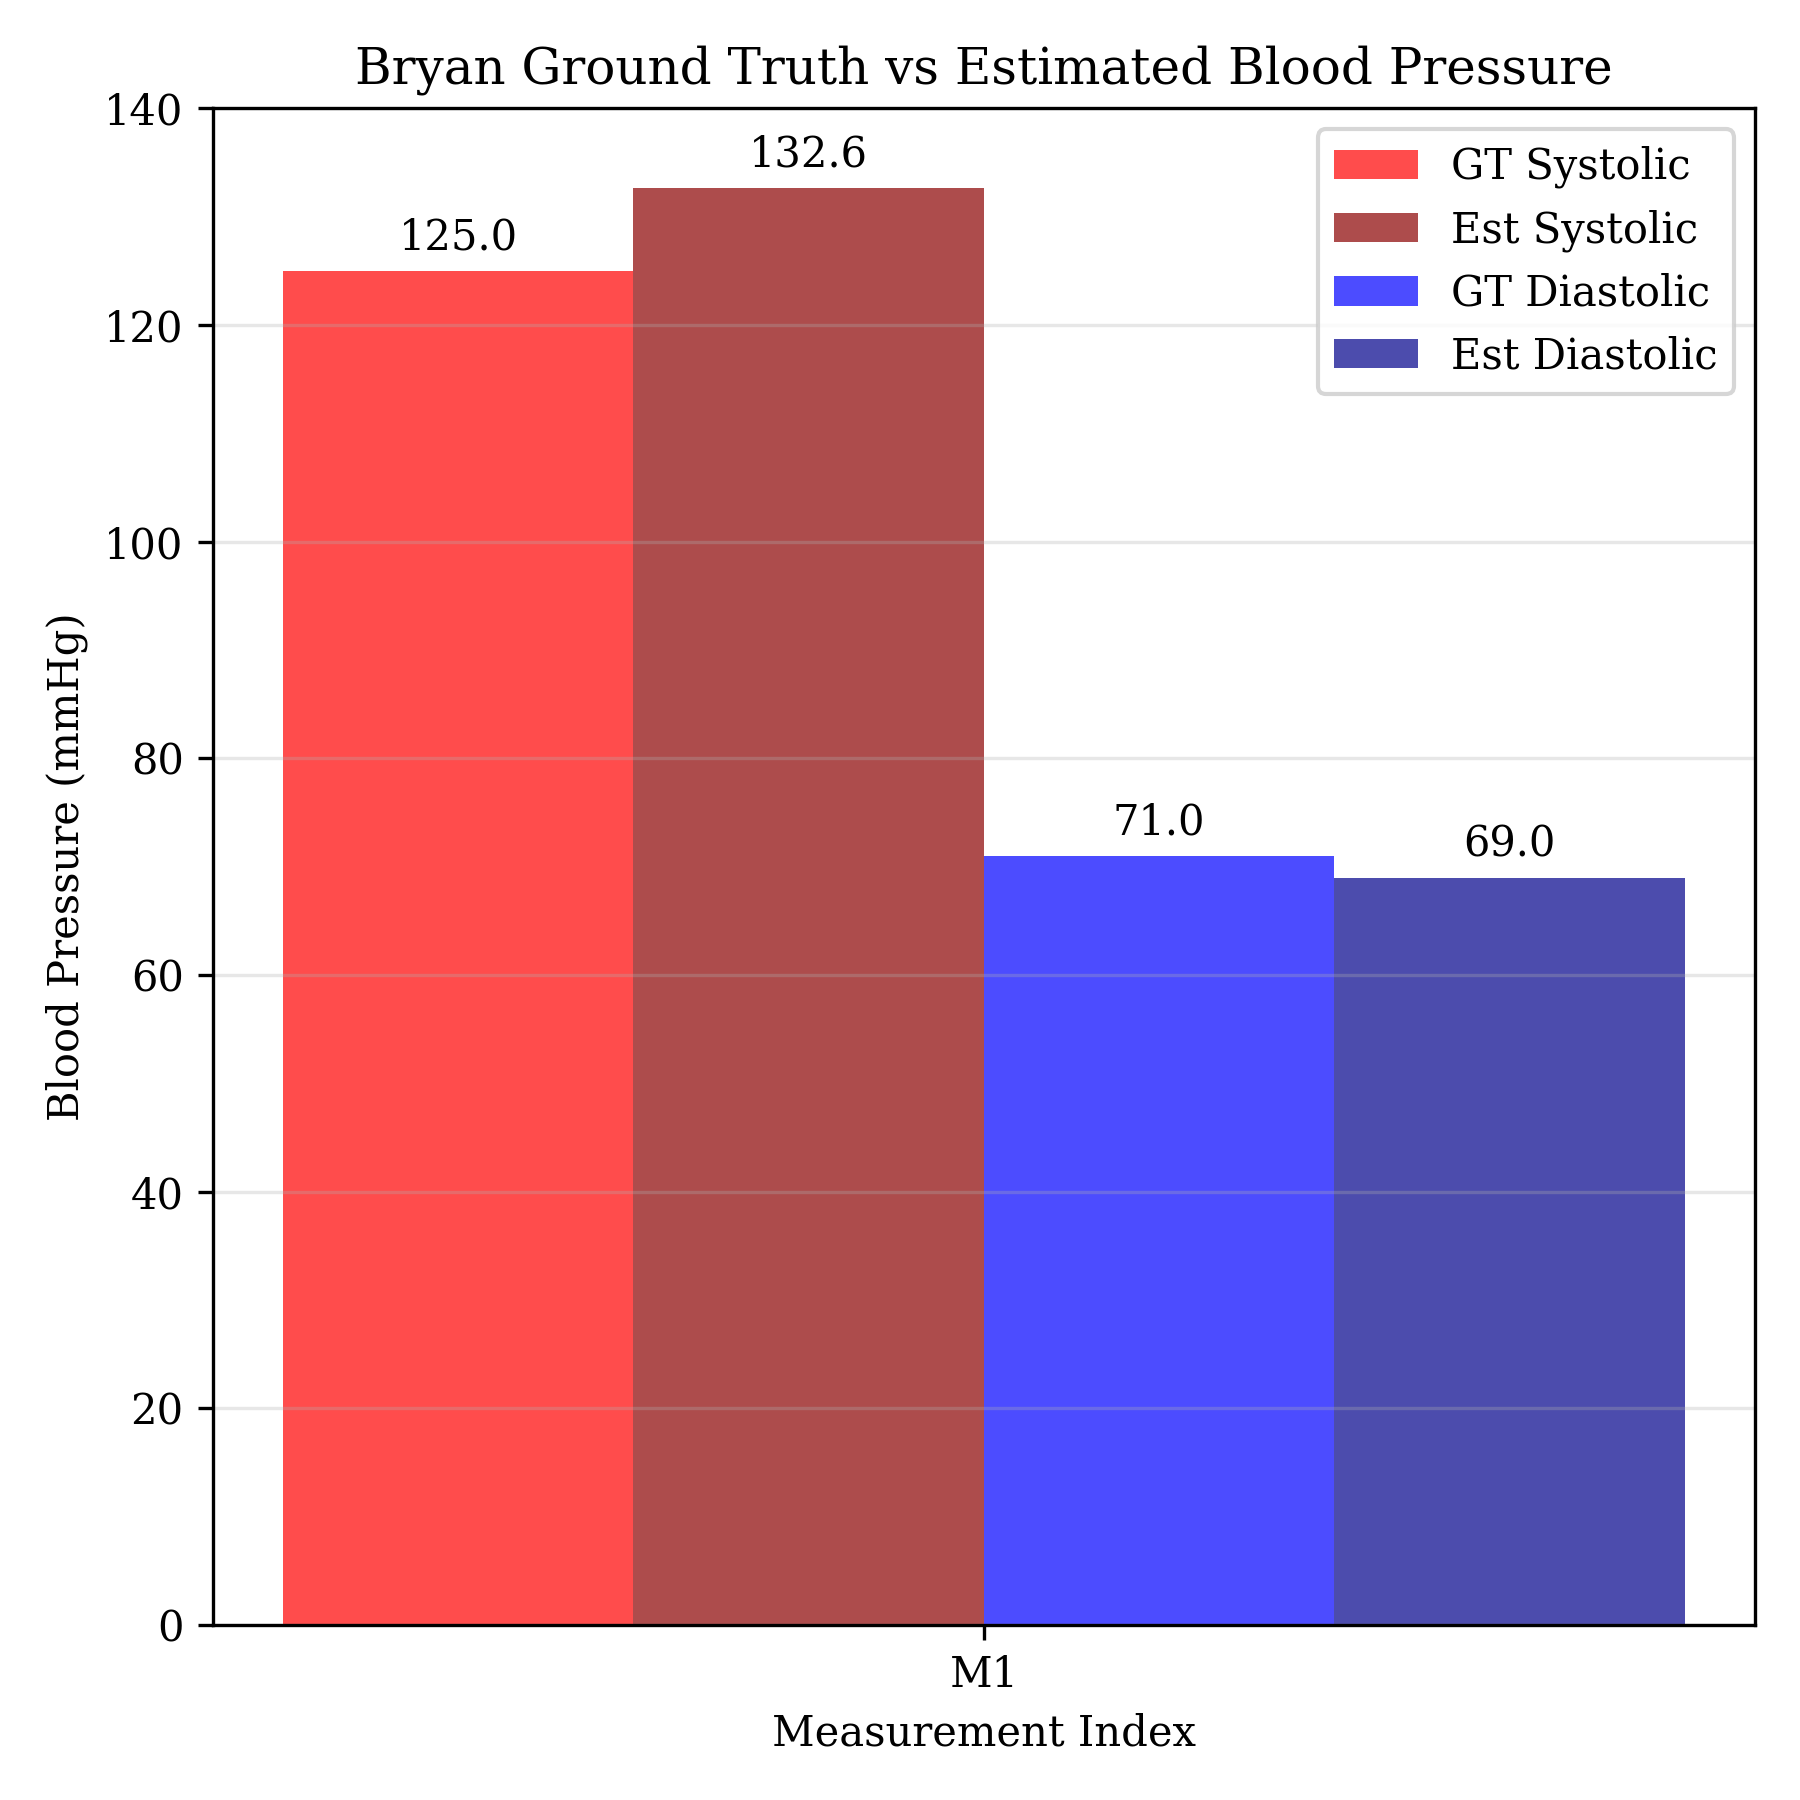 Bryan Ground Truth vs Estimated Blood Pressure
140
120
100
80
60
40
20
0
Blood Pressure (mmHg)
125.0
132.6
71.0
69.0
GT Systolic
Est Systolic
GT Diastolic
Est Diastolic
M1
Measurement Index